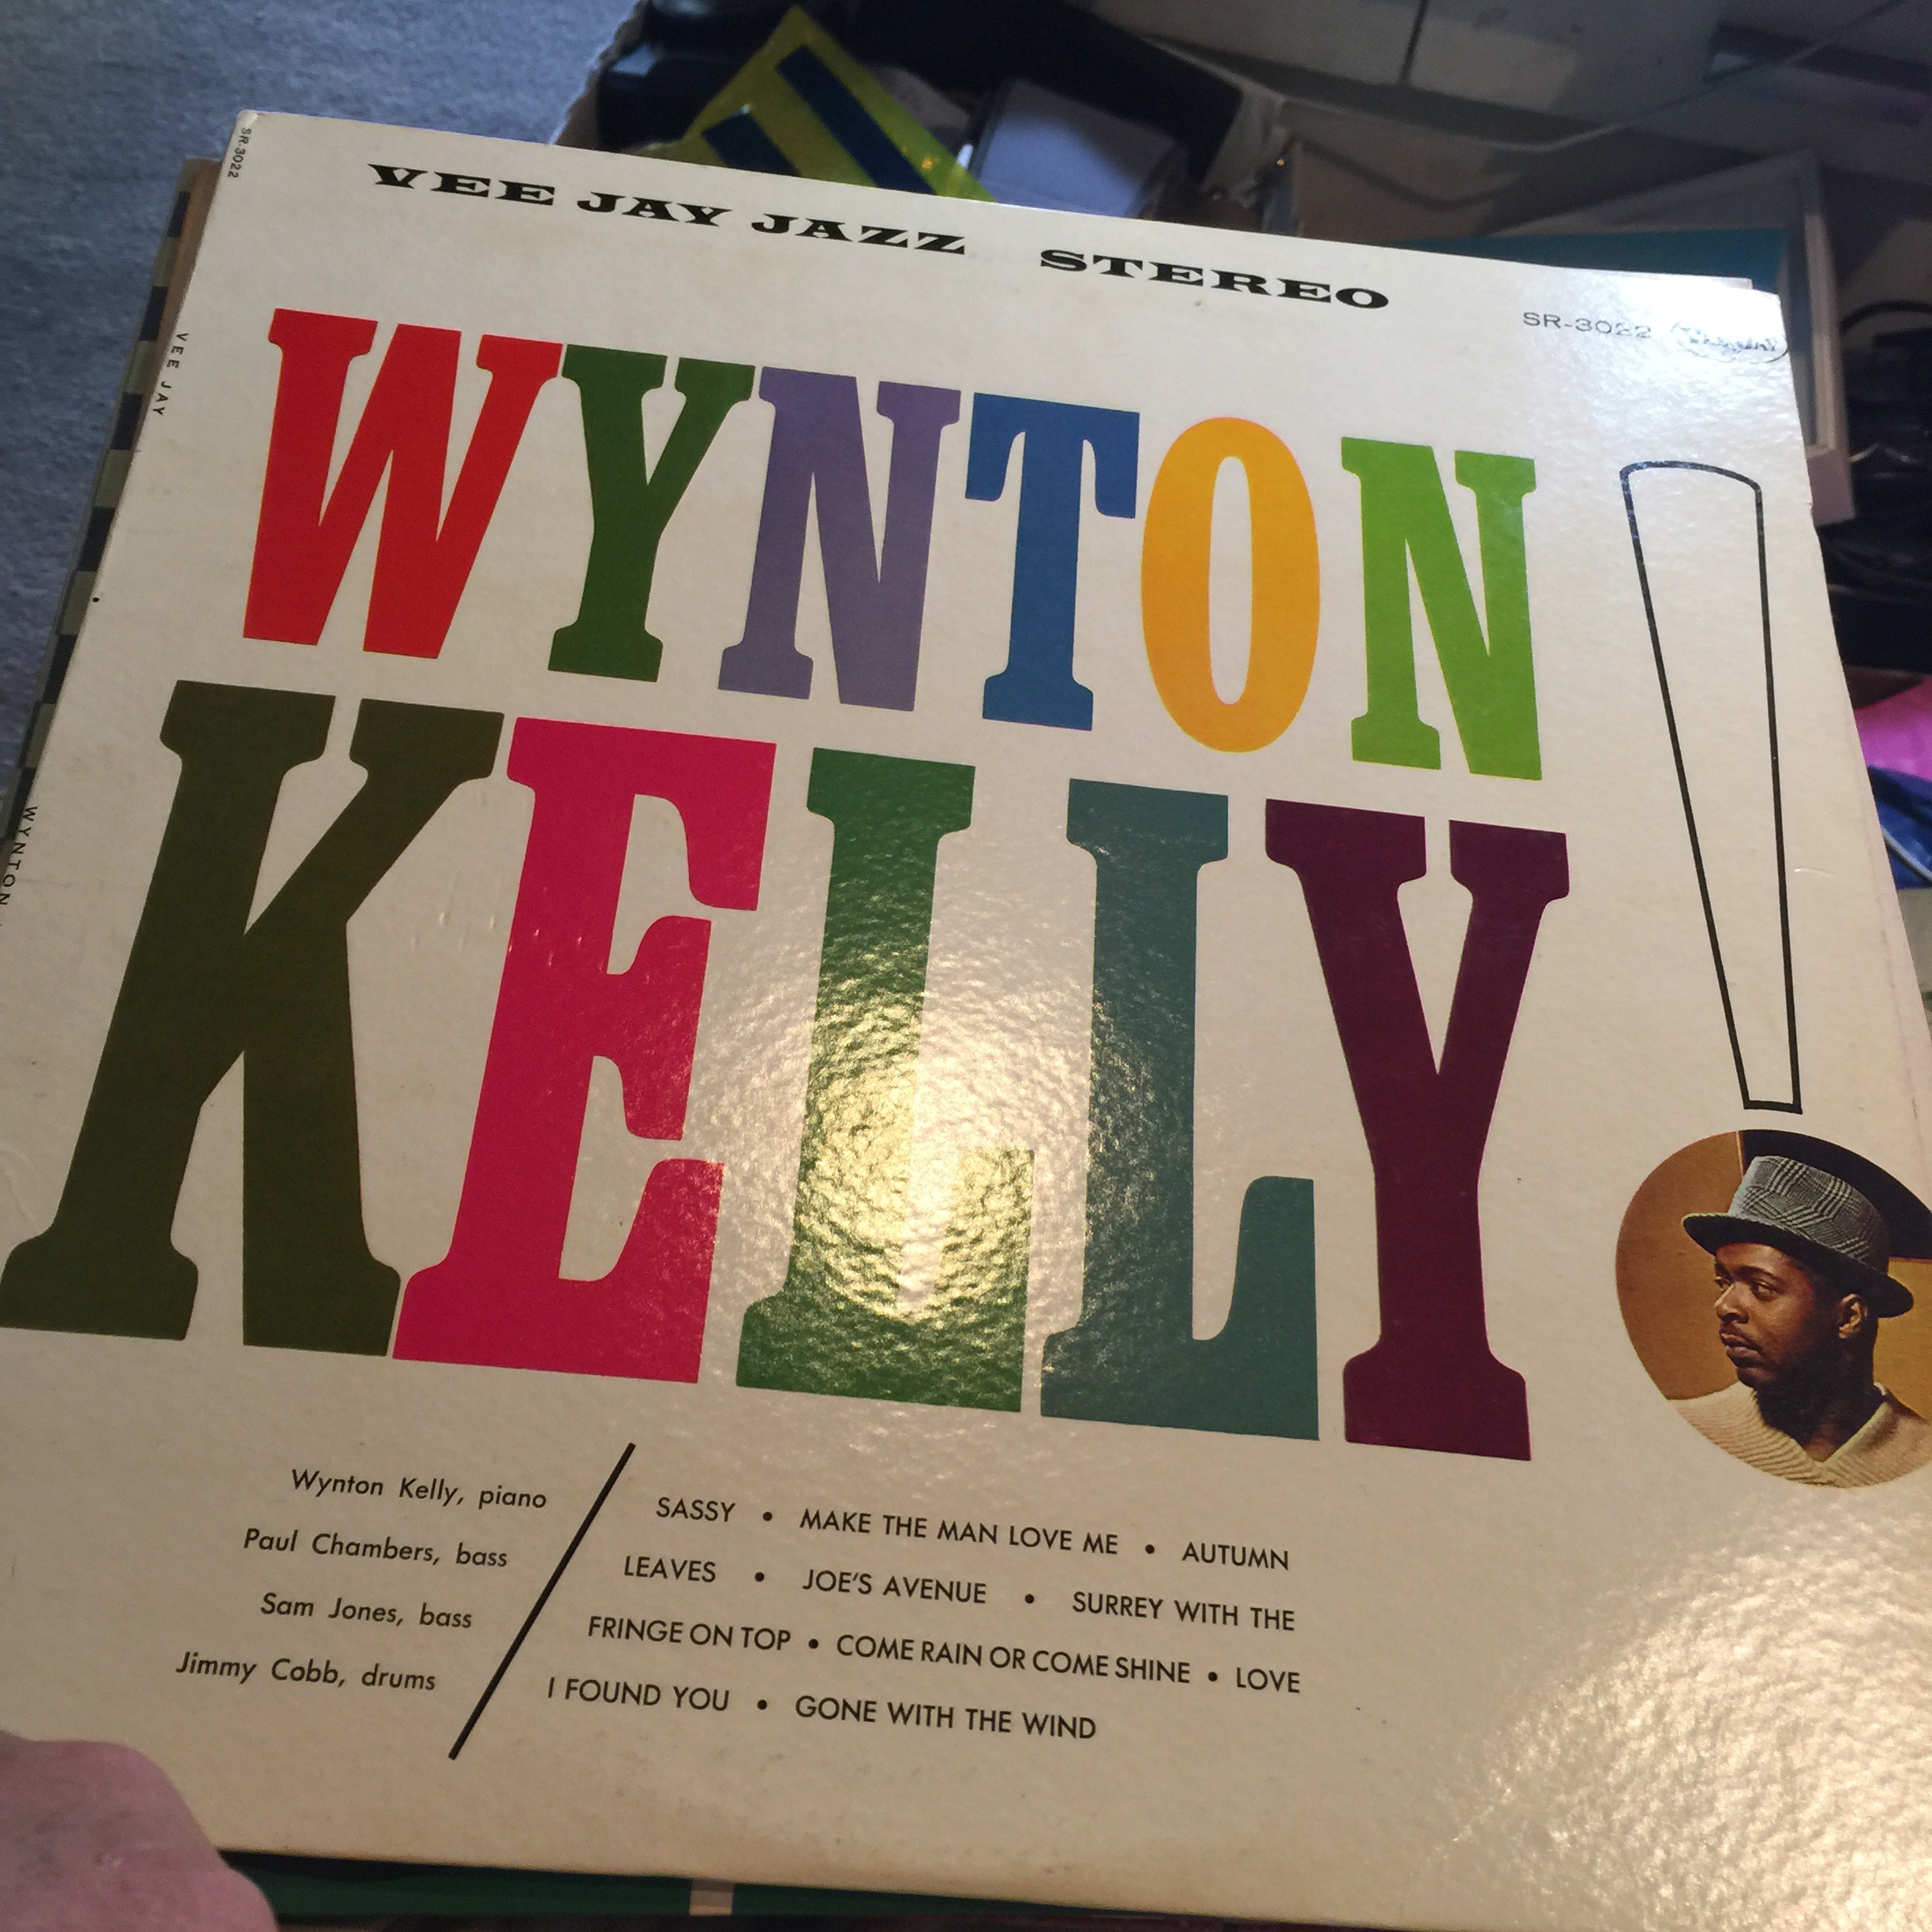 SR-3022
VEE JAY
WYNTON
VEE JAY JAZZ STEREO
SR-3022
WYNTON
KELLY!
Wynton Kelly, piano
Paul Chambers, bass
Sam Jones, bass
Jimmy Cobb, drums
SASSY • MAKE THE MAN LOVE ME • AUTUMN
LEAVES • JOE'S AVENUE • SURREY WITH THE
FRINGE ON TOP • COME RAIN OR COME SHINE • LOVE
I FOUND YOU • GONE WITH THE WIND